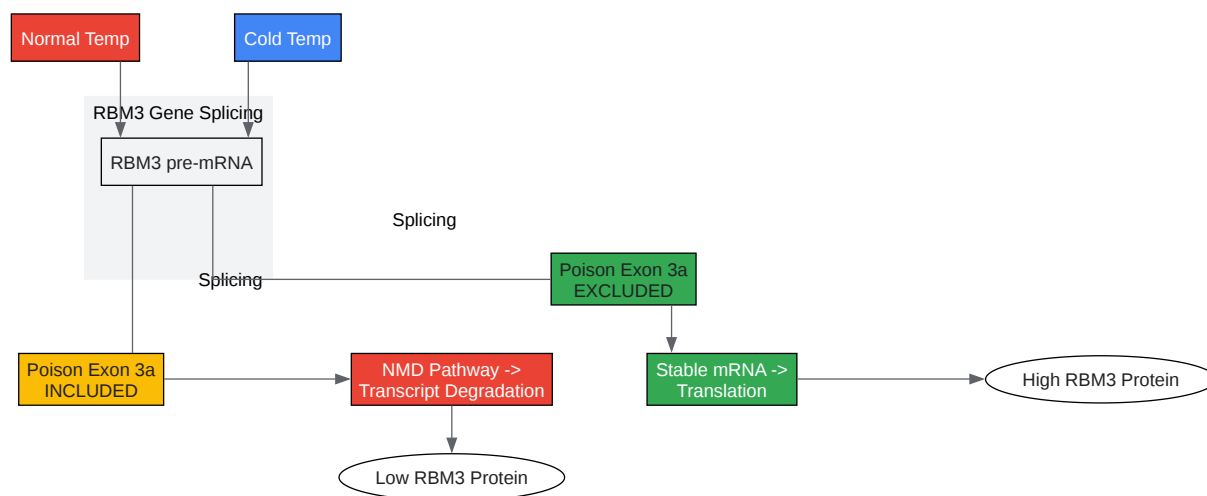 Normal Temp
Cold Temp
RBM3 Gene Splicing
RBM3 pre-mRNA
Splicing
Splicing
Poison Exon 3a
EXCLUDED
Poison Exon 3a
INCLUDED
NMD Pathway ->
Transcript Degradation
Stable mRNA ->
Translation
High RBM3 Protein
Low RBM3 Protein